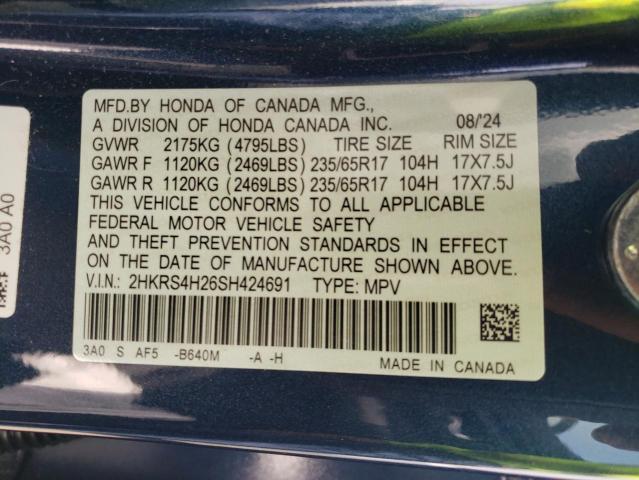 MFD.BY HONDA OF CANADA MFG.,
A DIVISION OF HONDA CANADA INC. 08/'24
GVWR 2175KG (4795LBS) TIRE SIZE RIM SIZE
GAWR F 1120KG (2469LBS) 235/65R17 104H 17X7.5J
GAWR R 1120KG (2469LBS) 235/65R17 104H 17X7.5J
THIS VEHICLE CONFORMS TO ALL APPLICABLE
FEDERAL MOTOR VEHICLE SAFETY
AND THEFT PREVENTION STANDARDS IN EFFECT
ON THE DATE OF MANUFACTURE SHOWN ABOVE.
V.I.N.: 2HKRS4H26SH424691 TYPE: MPV
3A0 S AF5 -B640M -A -H
MADE IN CANADA
3A0 A0